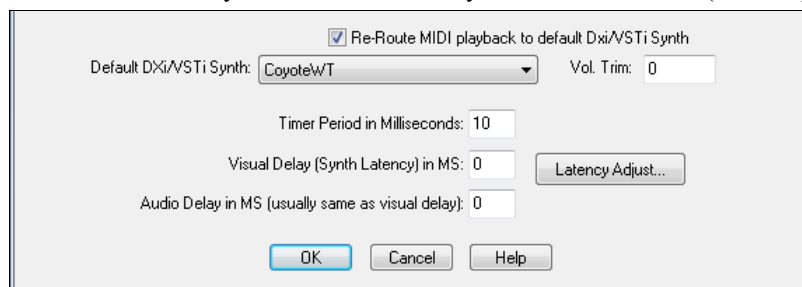 Re-Route MIDI playback to default Dxi/VSTi Synth
Default DXi/VSTi Synth: CoyoteWT Vol. Trim: 0
Timer Period in Milliseconds: 10
Visual Delay (Synth Latency) in MS: 0 Latency Adjust...
Audio Delay in MS (usually same as visual delay): 0
OK Cancel Help